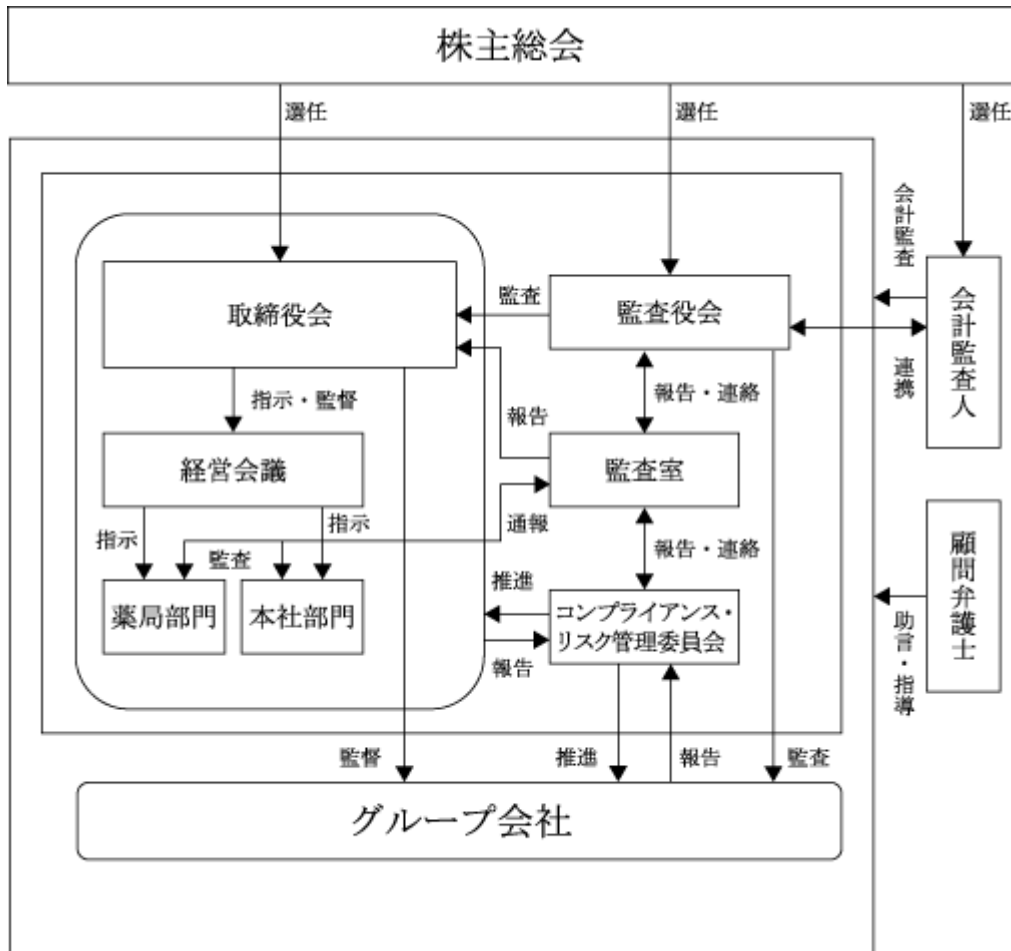 株主総会
選任
選任
選任
会計監査
取締役会
監査
監査役会
会計監査人
連携
指示・監督
報告・連絡
報告
経営会議
監査室
指示
指示
通報
監査
報告・連絡
顧問弁護士
薬局部門
本社部門
推進
コンプライアンス・
リスク管理委員会
報告
助言・指導
監督
推進
報告
監査
グループ会社